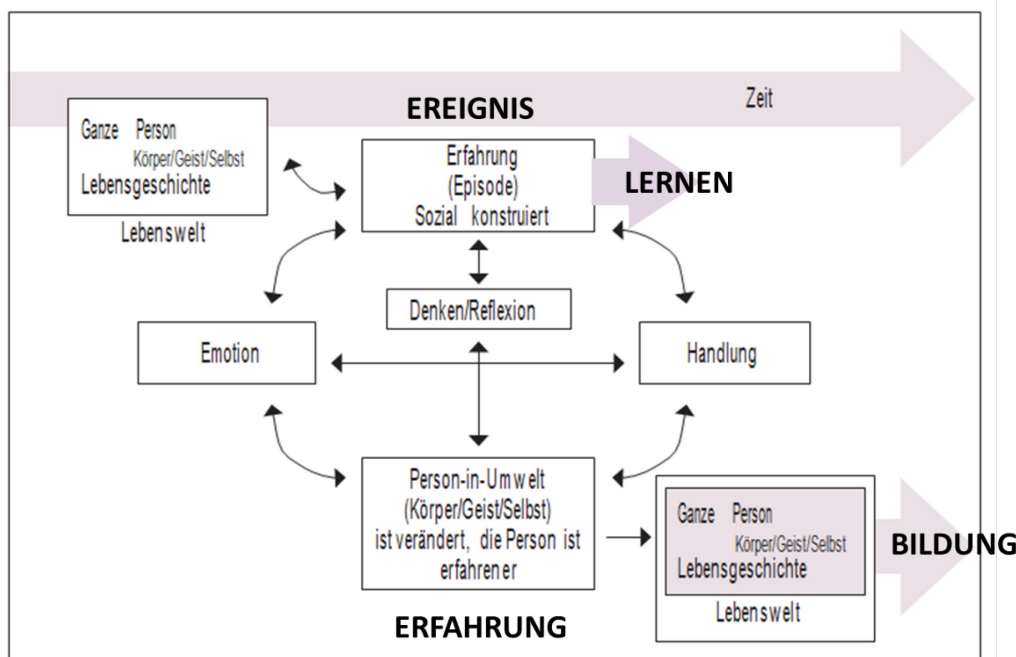 Zeit
EREIGNIS
Ganze Person
Körper/Geist/Selbst
Lebensgeschichte
Lebenswelt
Erfahrung
(Episode)
Sozial konstruiert
LERNEN
Denken/Reflexion
Emotion
Handlung
Person-in-Umwelt
(Körper/Geist/Selbst)
ist verändert, die Person ist
erfahrener
ERFAHRUNG
Ganze Person
Körper/Geist/Selbst
Lebensgeschichte
Lebenswelt
BILDUNG